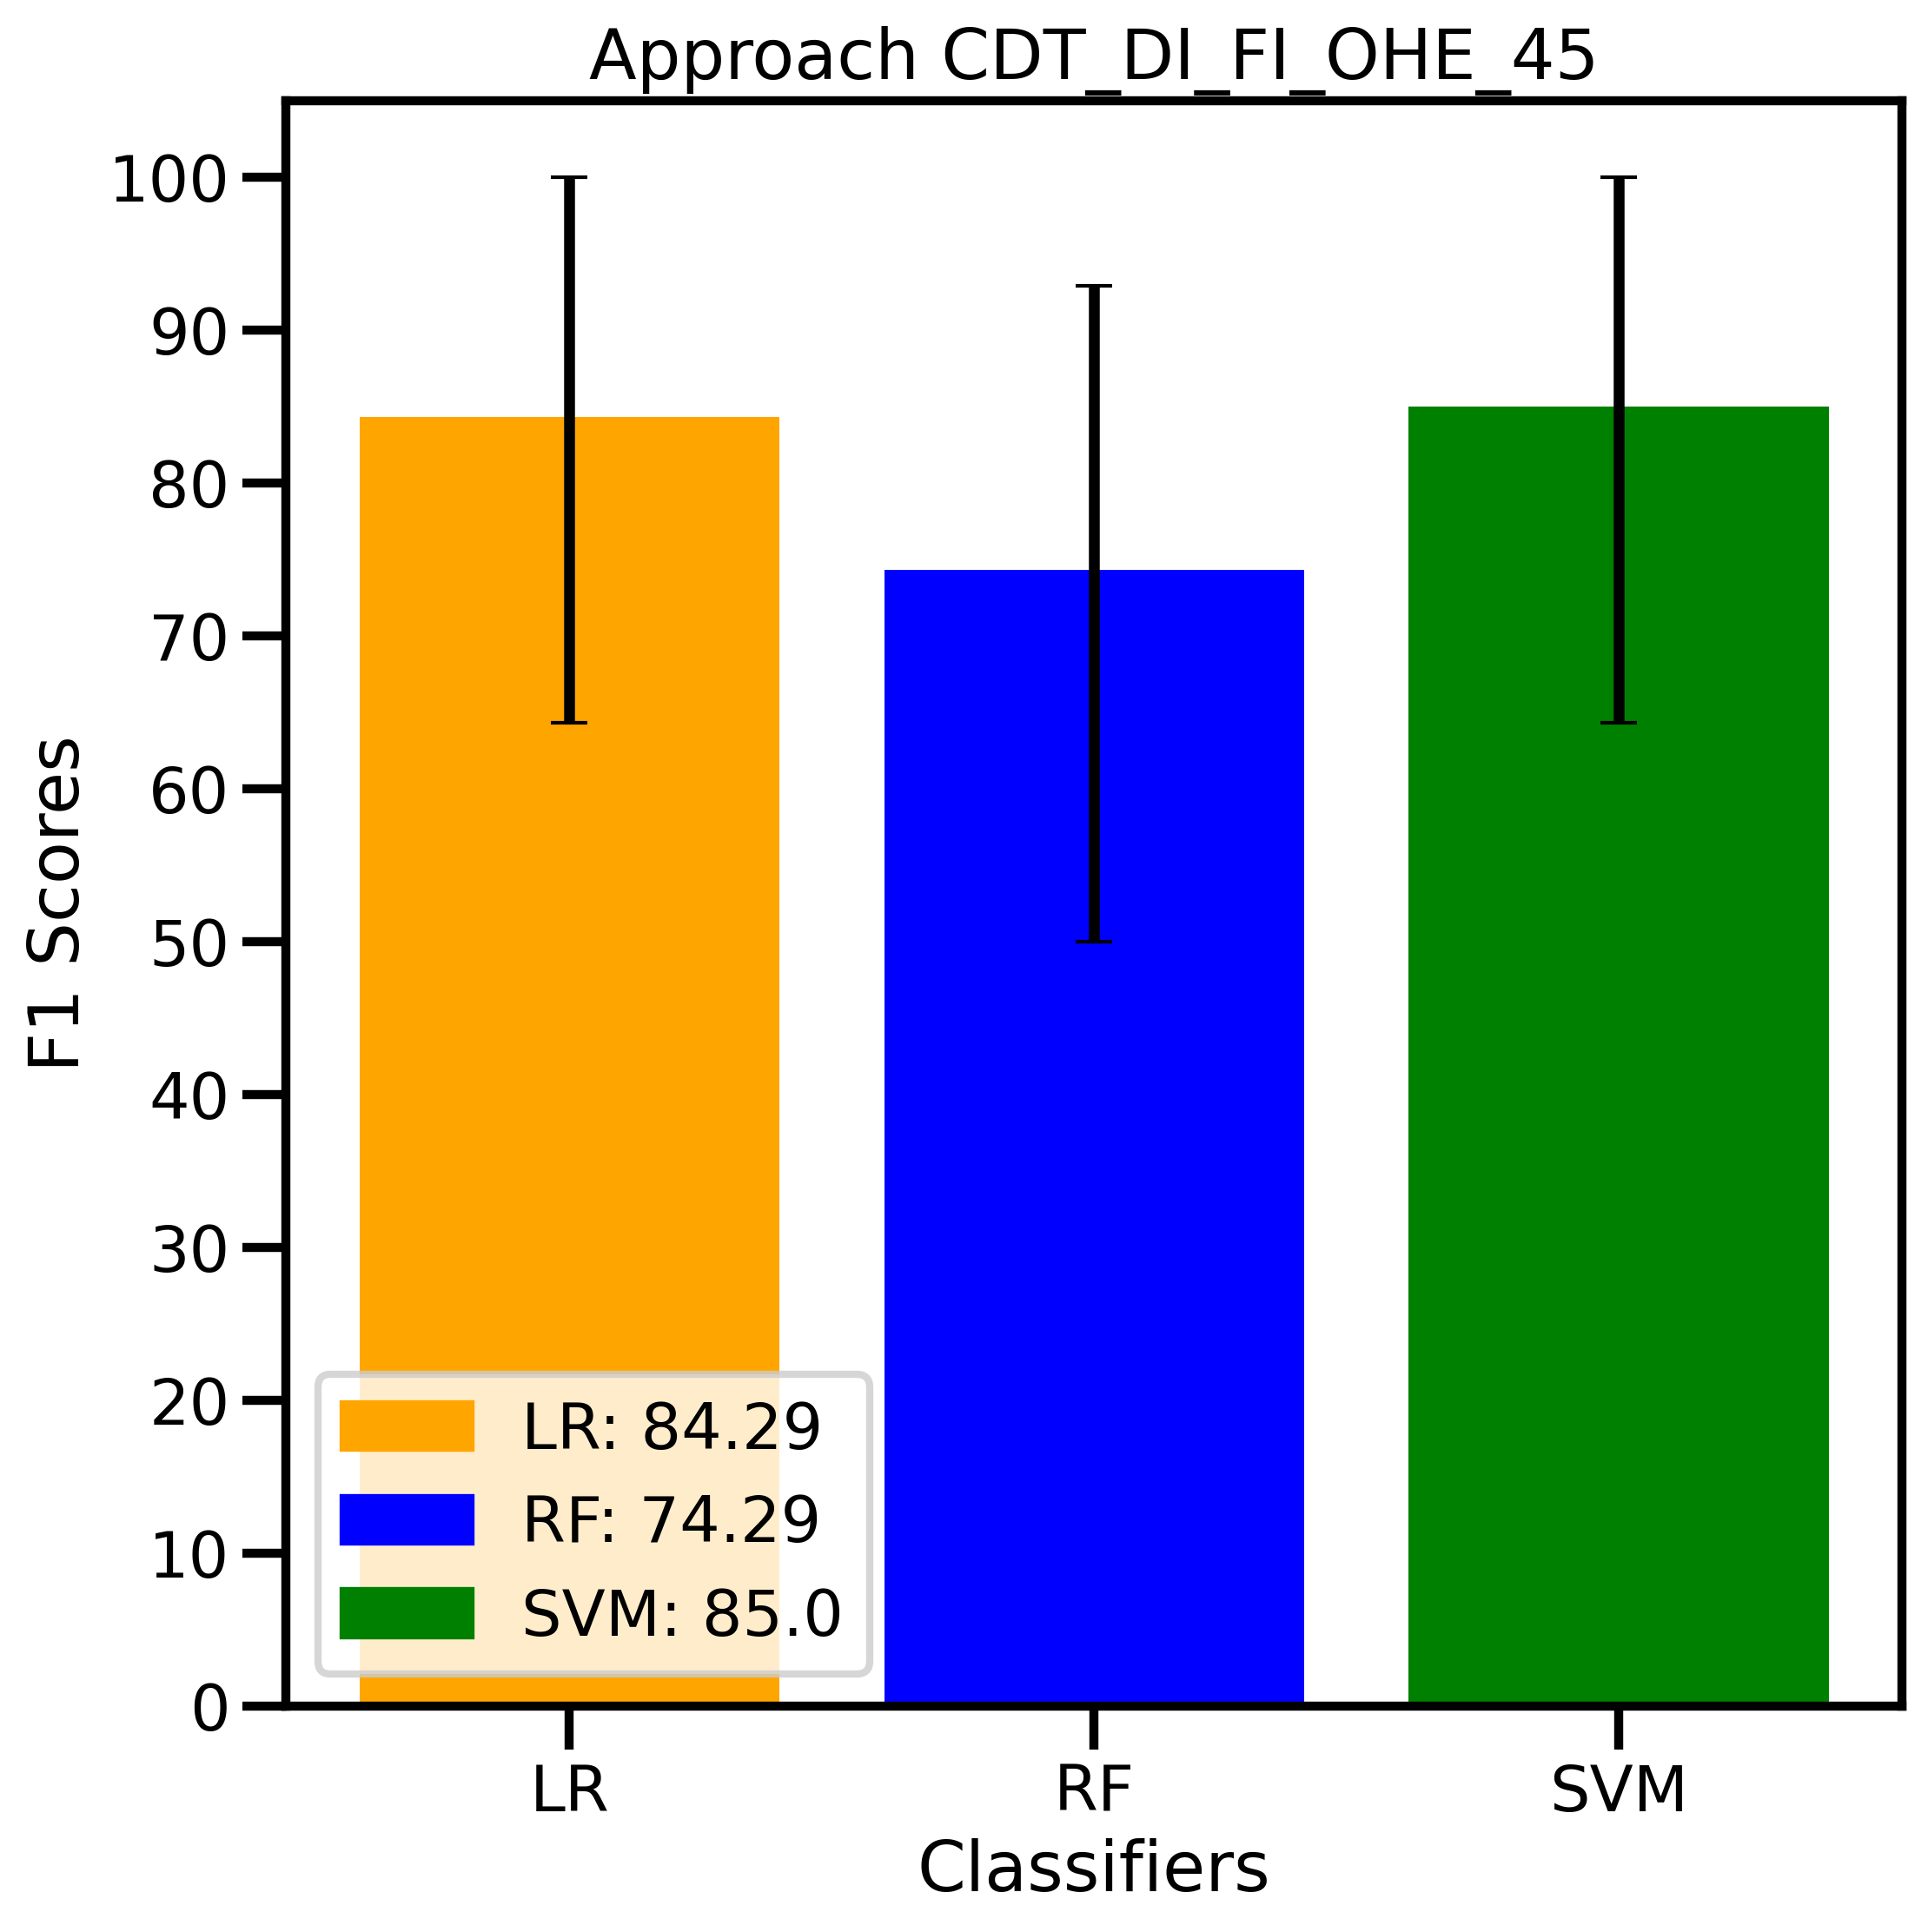 Approach CDT_DI_FI_OHE_45
F1 Scores
100
90
80
70
60
50
40
30
20
10
0
LR: 84.29
RF: 74.29
SVM: 85.0
LR
RF
SVM
Classifiers